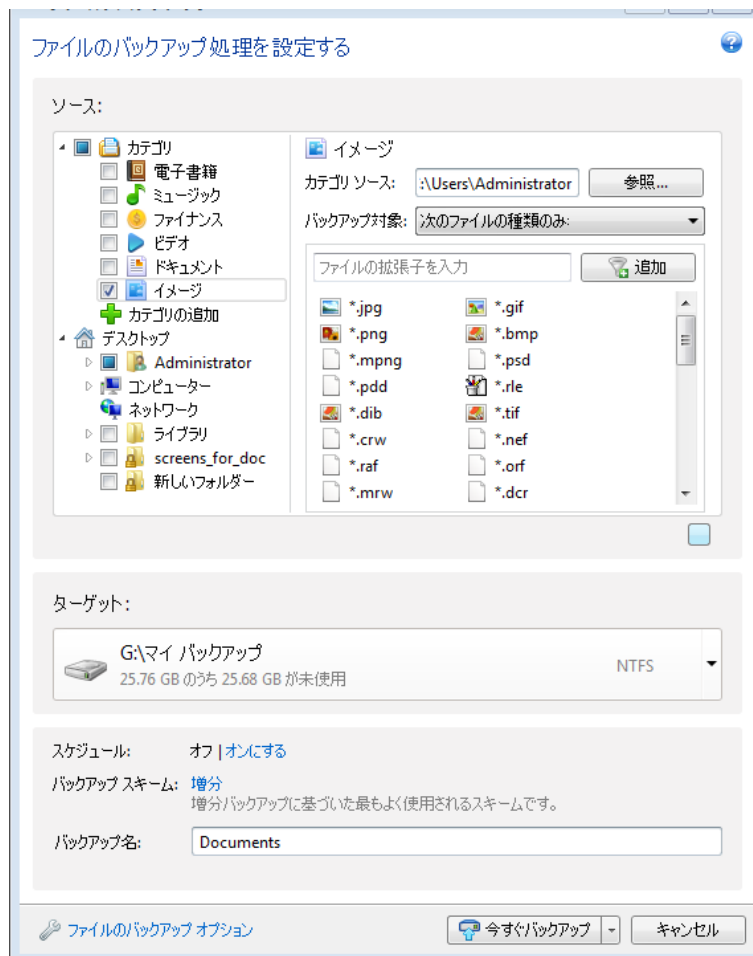 ファイルのバックアップ処理を設定する
ソース:
カテゴリ
電子書籍
ミュージック
ファイナンス
ビデオ
ドキュメント
イメージ
カテゴリの追加
デスクトップ
Administrator
コンピューター
ネットワーク
ライブラリ
screens_for_doc
新しいフォルダー
イメージ
カテゴリ ソース: :\Users\Administrator 参照...
バックアップ対象: 次のファイルの種類のみ:
ファイルの拡張子を入力 追加
*.jpg *.gif
*.png *.bmp
*.mpng *.psd
*.pdd *.rle
*.dib *.tif
*.crw *.nef
*.raf *.orf
*.mrw *.dcr
ターゲット:
G:\マイ バックアップ
25.76 GB のうち 25.68 GB が未使用 NTFS
スケジュール: オフ | オンにする
バックアップ スキーム: 増分
増分バックアップに基づいた最もよく使用されるスキームです。
バックアップ名: Documents
ファイルのバックアップ オプション 今すぐバックアップ キャンセル